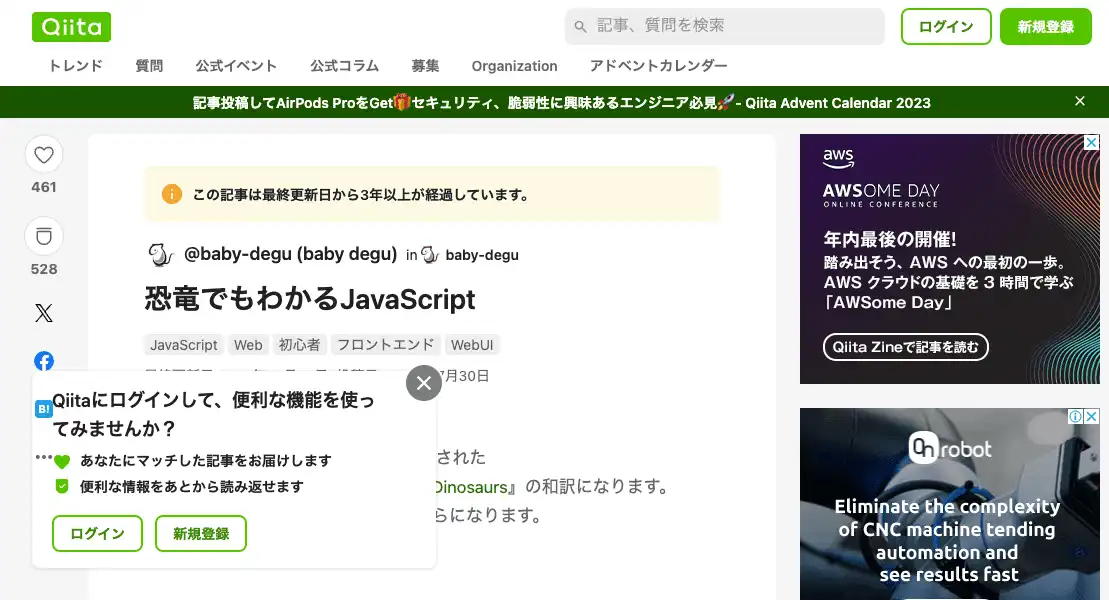 Qiita
記事、質問を検索
ログイン
新規登録
トレンド 質問 公式イベント 公式コラム 募集 Organization アドベントカレンダー
記事投稿してAirPods ProをGet🎁セキュリティ、脆弱性に興味あるエンジニア必見🚀- Qiita Advent Calendar 2023
461
528
この記事は最終更新日から3年以上が経過しています。
@baby-degu (baby degu) in baby-degu
恐竜でもわかるJavaScript
JavaScript Web 初心者 フロントエンド WebUI
月30日
された
Dinosaurs』の和訳になります。
らになります。
B!
Qiitaにログインして、便利な機能を使っ
てみませんか？
あなたにマッチした記事をお届けします
便利な情報をあとから読み返せます
ログイン 新規登録
aws
AWSOME DAY
ONLINE CONFERENCE
年内最後の開催!
踏み出そう、AWS への最初の一歩。
AWS クラウドの基礎を 3 時間で学ぶ
「AWSome Day」
Qiita Zineで記事を読む
OnRobot
Eliminate the complexity
of CNC machine tending
automation and
see results fast